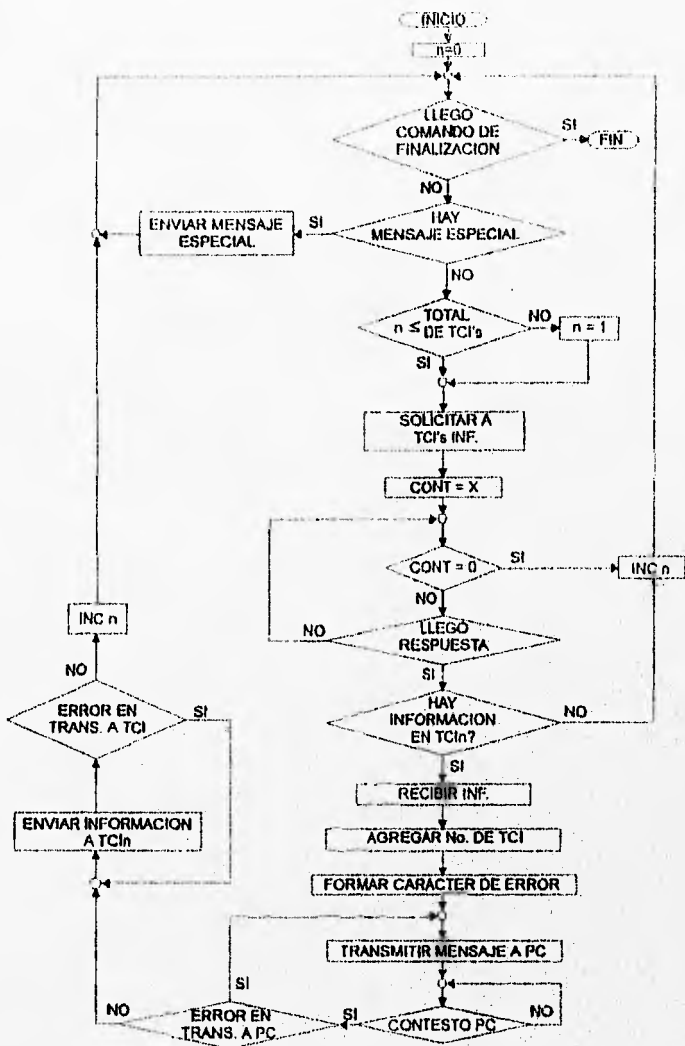 INICIO
n=0
LLEGO
COMANDO DE
FINALIZACION
SI
FIN
NO
ENVIAR MENSAJE
ESPECIAL
SI
HAY
MENSAJE ESPECIAL
NO
n ≤ TOTAL
DE TCI's
NO
n = 1
SI
SOLICITAR A
TCI's INF.
CONT = X
CONT = 0
SI
INC n
NO
INC n
NO
LLEGO
RESPUESTA
NO
SI
ERROR EN
TRANS. A TCI
SI
HAY
INFORMACION
EN TCIn?
NO
SI
RECIBIR INF.
ENVIAR INFORMACION
A TCIn
AGREGAR No. DE TCI
FORMAR CARACTER DE ERROR
TRANSMITIR MENSAJE A PC
SI
NO
ERROR EN
TRANS. A PC
SI
CONTESTO PC
NO